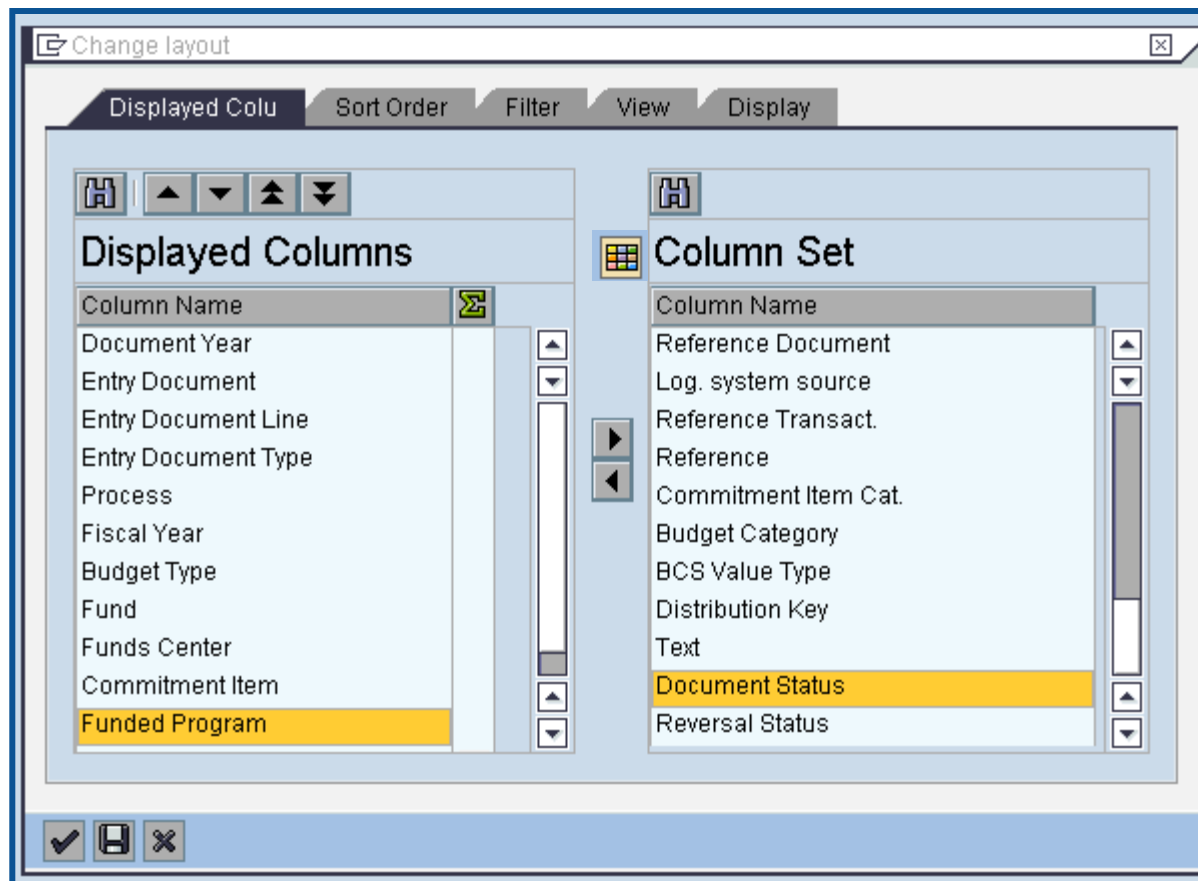 Change layout
Displayed Colu
Sort Order
Filter
View
Display
Displayed Columns
Column Name
Document Year
Entry Document
Entry Document Line
Entry Document Type
Process
Fiscal Year
Budget Type
Fund
Funds Center
Commitment Item
Funded Program
Column Set
Column Name
Reference Document
Log. system source
Reference Transact.
Reference
Commitment Item Cat.
Budget Category
BCS Value Type
Distribution Key
Text
Document Status
Reversal Status